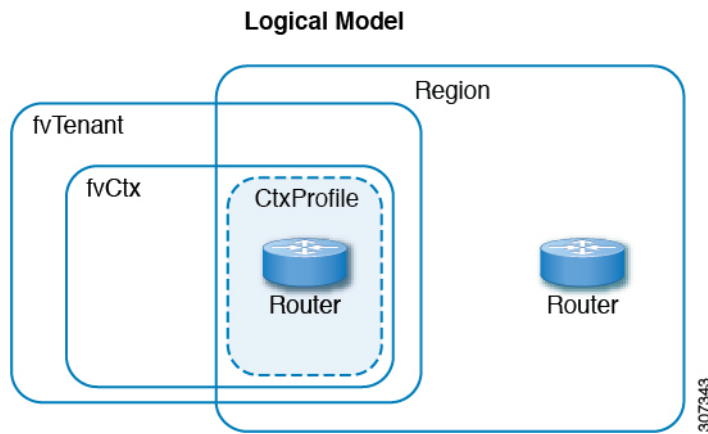 Logical Model
Region
fvTenant
fvCtx
CtxProfile
Router
Router
307343